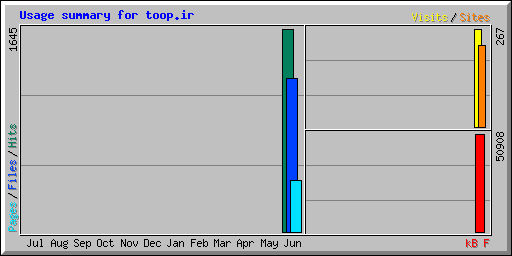 Usage summary for toop.ir
Visits / Sites
1645
267
50908
Pages / Files / Hits
Jul Aug Sep Oct Nov Dec Jan Feb Mar Apr May Jun
kB F